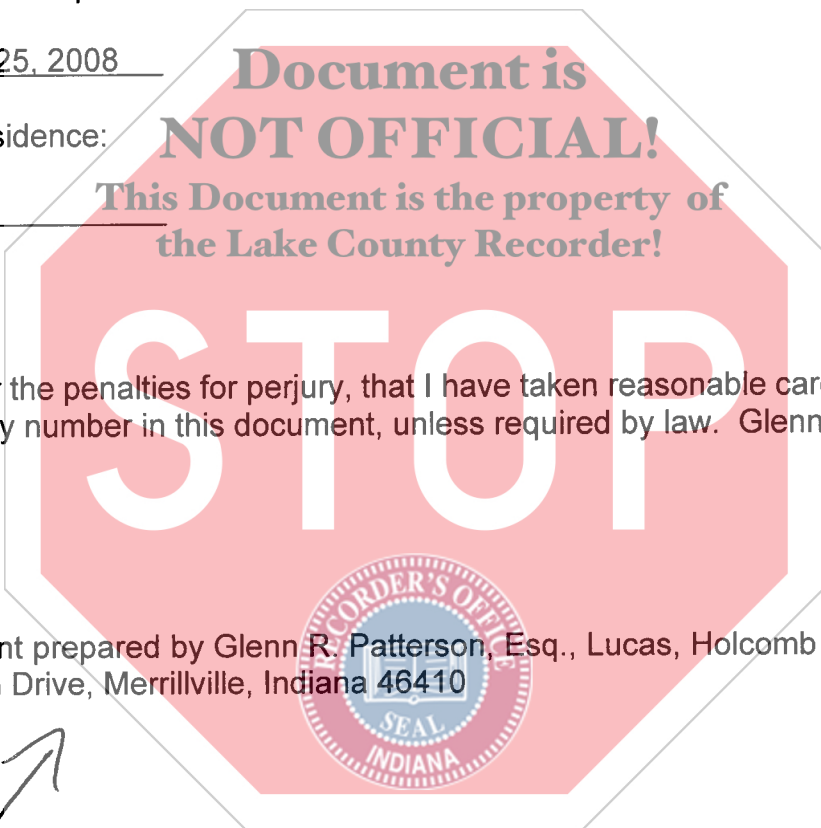 25, 2008
Document is
NOT OFFICIAL!
sidence:
This Document is the property of
the Lake County Recorder!
STOP
the penalties for perjury, that I have taken reasonable car
y number in this document, unless required by law. Glenn
RECORDER'S OFFICE
nt prepared by Glenn R. Patterson, Esq., Lucas, Holcomb
Drive, Merrillville, Indiana 46410
SEAL
INDIANA